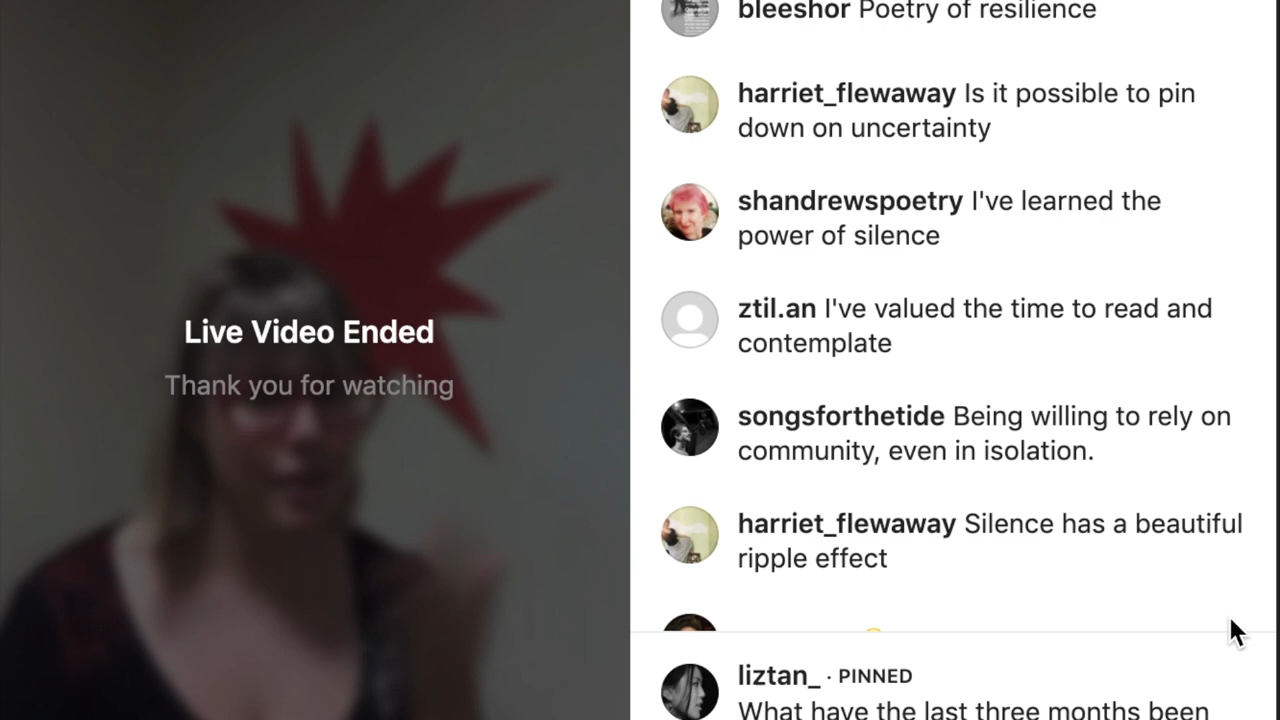 Live Video Ended
Thank you for watching
bleeshor Poetry of resilience
harriet_flewaway Is it possible to pin
down on uncertainty
shandrewspoetry I've learned the
power of silence
ztil.an I've valued the time to read and
contemplate
songsforthetide Being willing to rely on
community, even in isolation.
harriet_flewaway Silence has a beautiful
ripple effect
liztan_ · PINNED
What have the last three months been